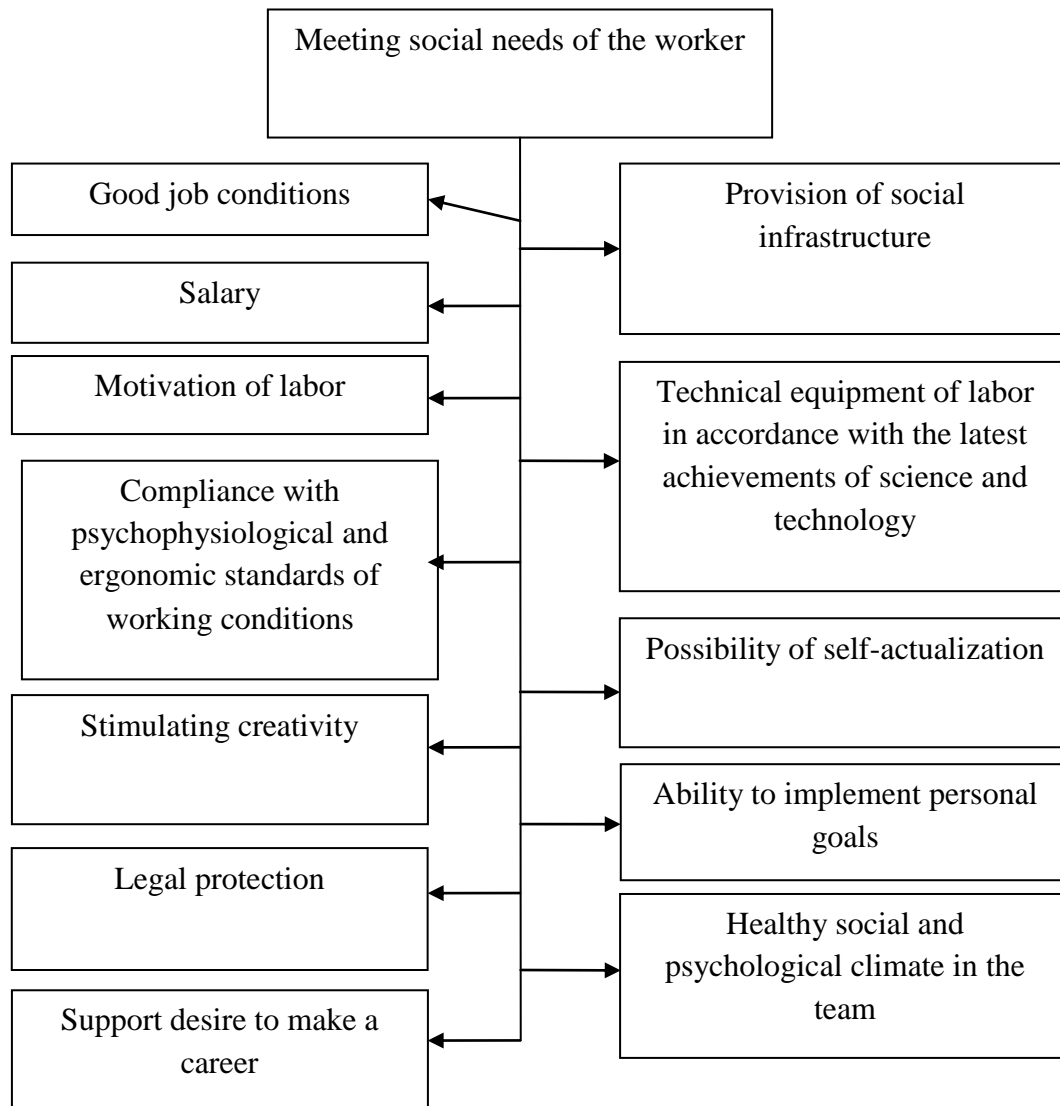 Meeting social needs of the worker
Good job conditions
Salary
Motivation of labor
Compliance with
psychophysiological and
ergonomic standards of
working conditions
Stimulating creativity
Legal protection
Support desire to make a
career
Provision of social
infrastructure
Technical equipment of labor
in accordance with the latest
achievements of science and
technology
Possibility of self-actualization
Ability to implement personal
goals
Healthy social and
psychological climate in the
team